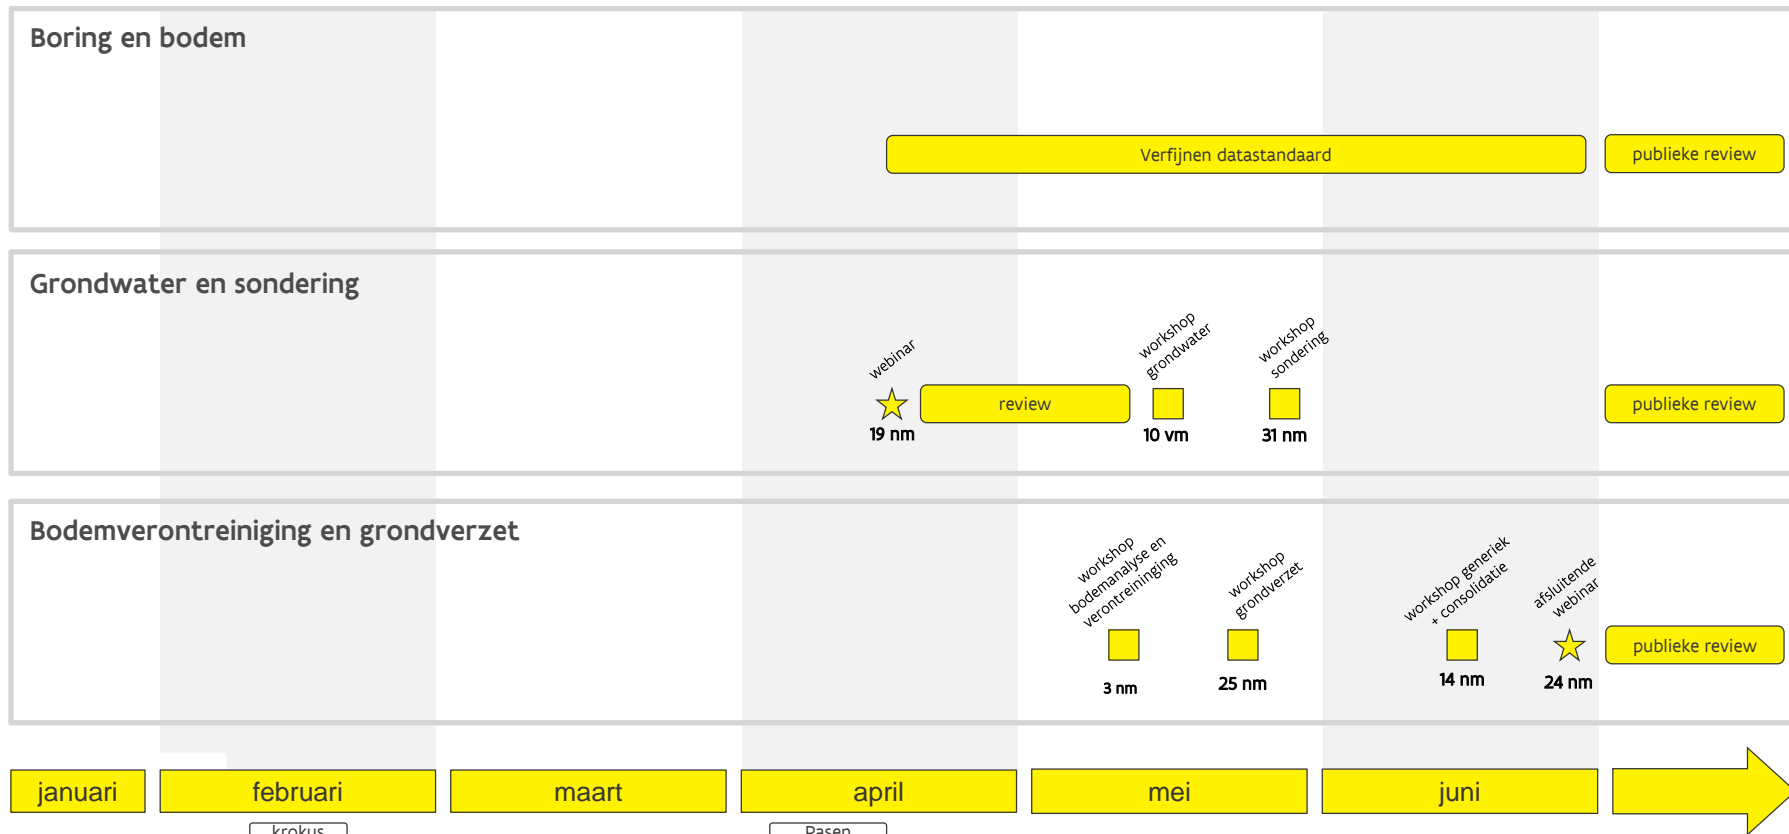 Boring en bodem
Verfijnen datastandaard
publieke review
Grondwater en sondering
webinar
19 nm
review
workshop
grondwater
10 vm
workshop
sondering
31 nm
publieke review
Bodemverontreiniging en grondverzet
workshop
bodemanalyse en
verontreininging
3 nm
workshop
grondverzet
25 nm
workshop generiek
+ consolidatie
14 nm
afsluitende
webinar
24 nm
publieke review
januari
februari
maart
april
mei
juni
krokus
Pasen